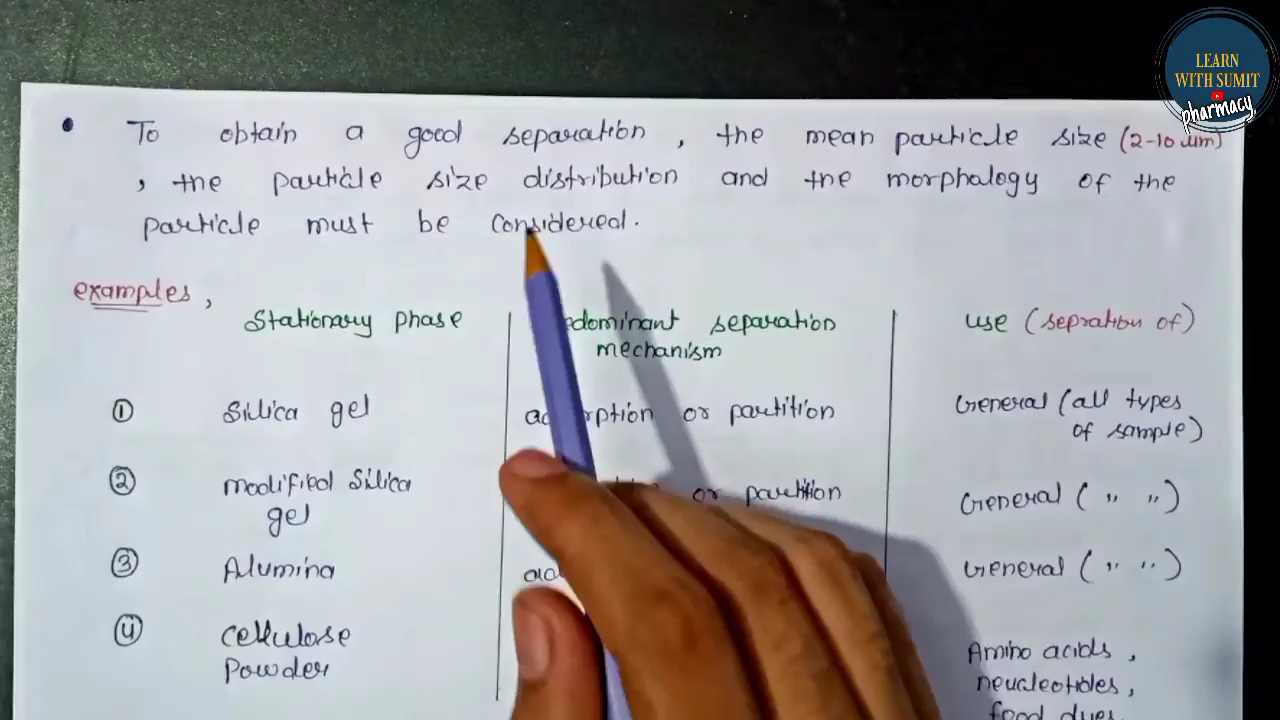 LEARN
WITH SUMIT
pharmacy
• To obtain a good separation, the mean particle size (2-10 µm)
, the particle size distribution and the morphology of the
particle must be considered.
examples,
Stationary phase
separation
mechanism
use (sepration of)
① Silica gel
or partition
General (all types
of sample)
② modified Silica
gel
or partition
General ( " " )
③ Alumina
General ( " " )
④ Cellulose
Powder
Amino acids,
neucleotides,
food dyes,